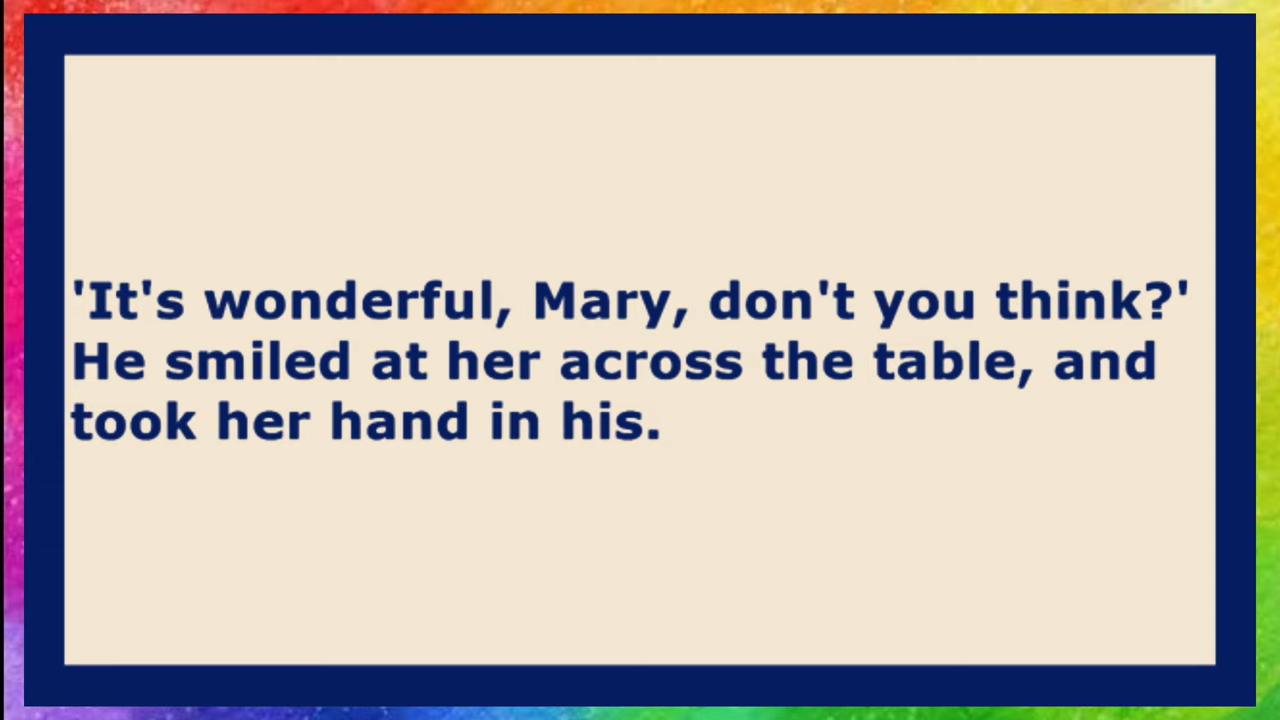 'It's wonderful, Mary, don't you think?'
He smiled at her across the table, and
took her hand in his.